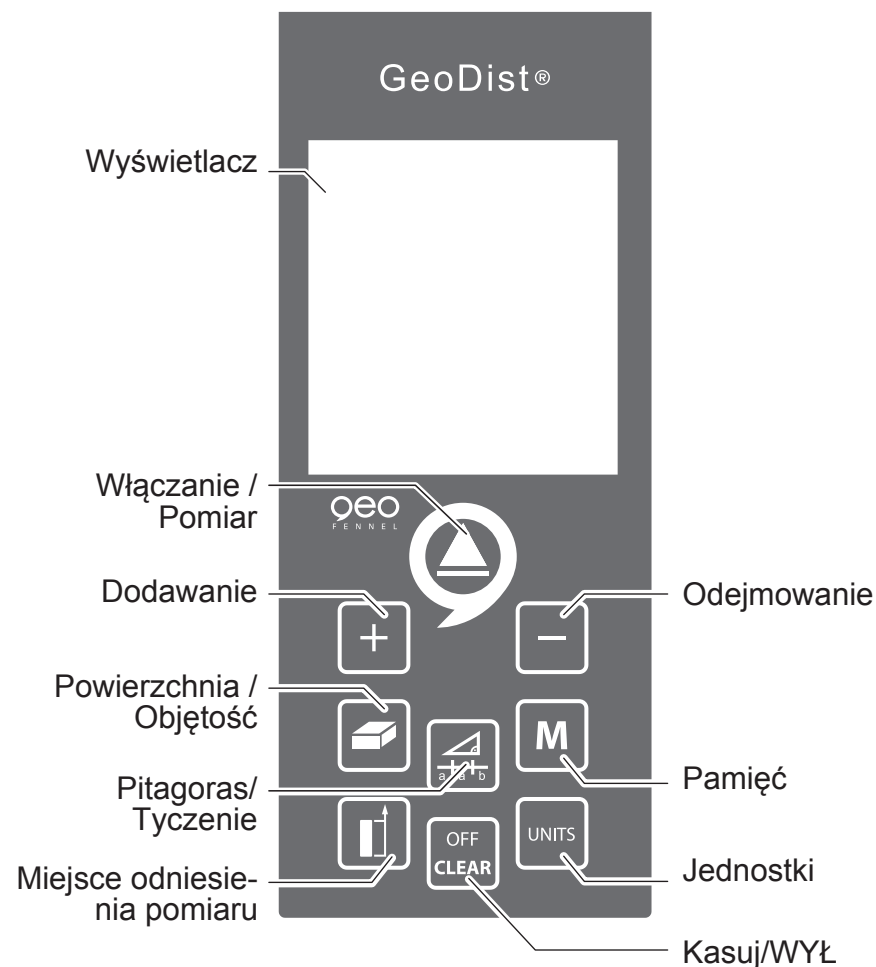 GeoDist®
Wyświetlacz
Włączanie /
Pomiar
geo
FENNEL
Dodawanie
Odejmowanie
Powierzchnia /
Objętość
M
a a b
Pitagoras/
Tyczenie
Pamięć
OFF
CLEAR
UNITS
Miejsce odniesie-
nia pomiaru
Jednostki
Kasuj/WYŁ